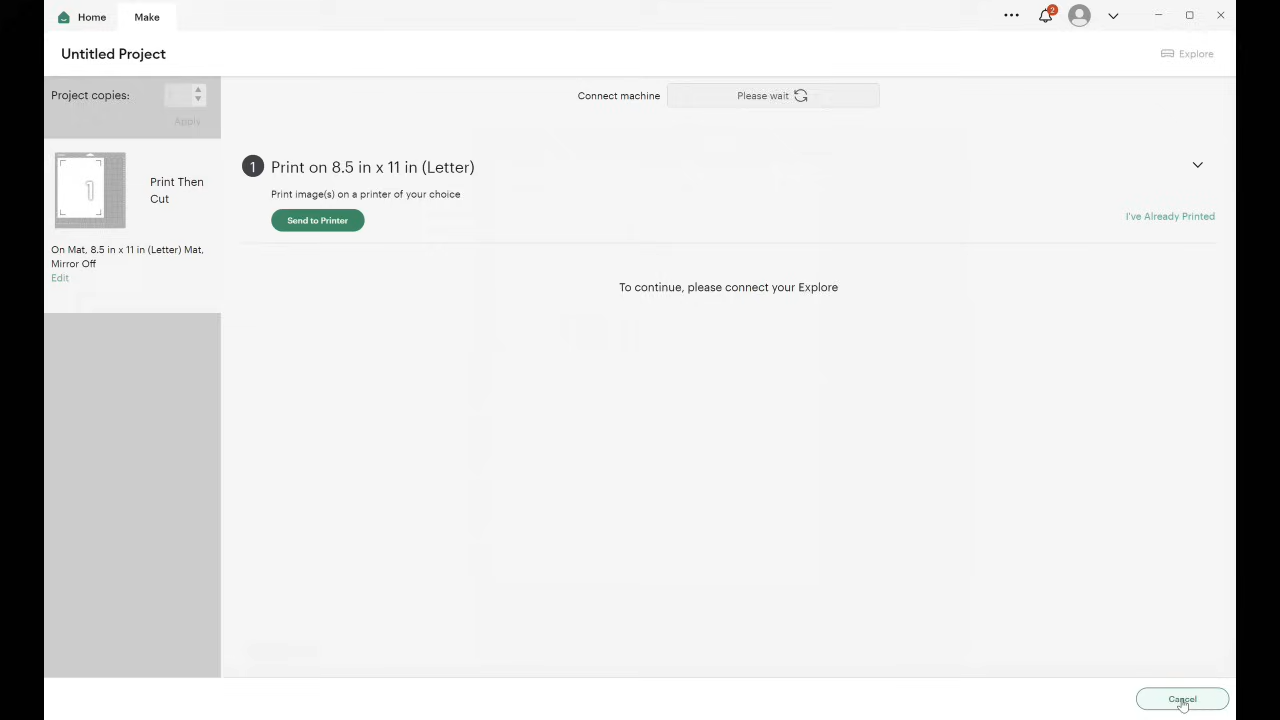 Home
Make
2
Untitled Project
Explore
Project copies:
Apply
Connect machine
Please wait
1
Print Then
Cut
On Mat, 8.5 in x 11 in (Letter) Mat,
Mirror Off
Edit
1
Print on 8.5 in x 11 in (Letter)
Print image(s) on a printer of your choice
Send to Printer
I've Already Printed
To continue, please connect your Explore
Cancel